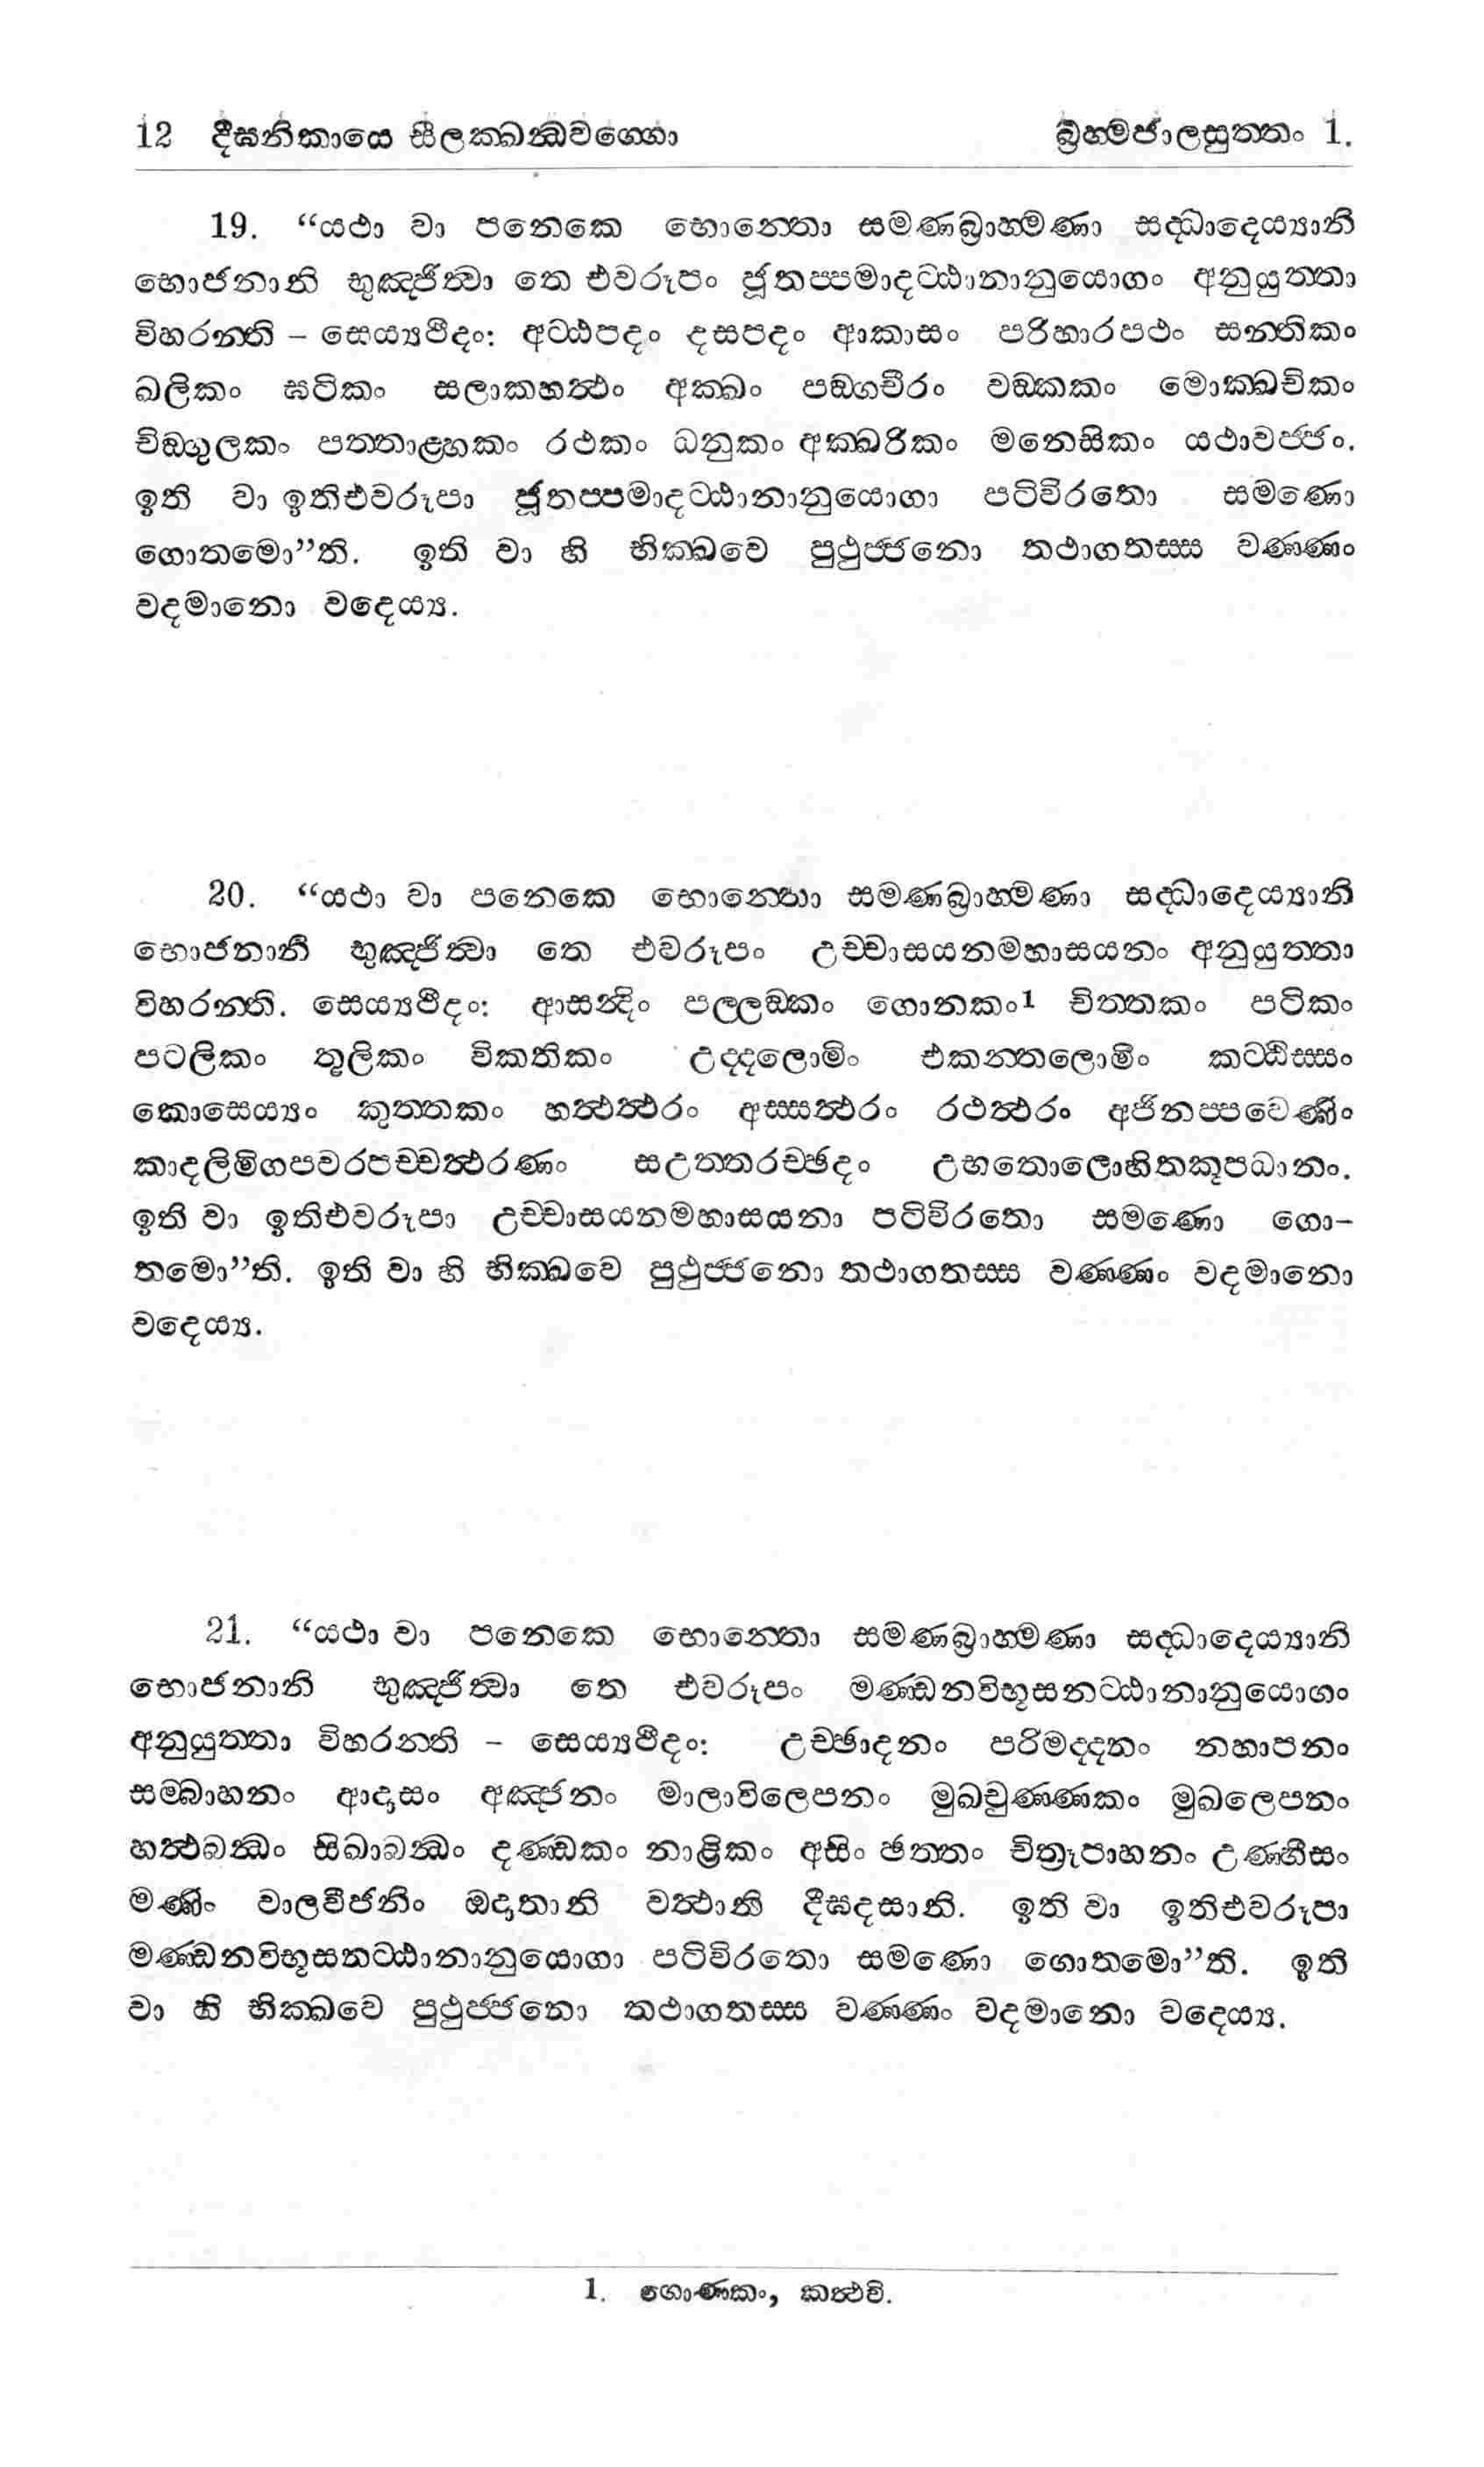 12 දීඝනිකායෙ සීලක්ඛන්ධවග්ගො බ්‍රහ්මජාලසුත්තං 1.
19. “යථා වා පනෙකෙ භොන්තො සමණබ්‍රාහ්මණා සද්ධාදෙය්‍යානි
භොජනානි භුඤ්ජිත්වා තෙ එවරූපං ජූතප්පමාදට්ඨානානුයොගං අනුයුත්තා
විහරන්ති – සෙය්‍යථීදං: අට්ඨපදං දසපදං ආකාසං පරිහාරපථං සන්තිකං
ඛලිකං ඝටිකං සලාකහත්ථං අක්ඛං පඞ්ගචීරං වඞ්කකං මොක්ඛචිකං
චිඞ්ගුලකං පත්තාළ්හකං රථකං ධනුකං අක්ඛරිකං මනෙසිකං යථාවජ්ජං.
ඉති වා ඉතිඑවරූපා ජූතප්පමාදට්ඨානානුයොගා පටිවිරතො සමණො
ගොතමො”ති. ඉති වා හි භික්ඛවෙ පුථුජ්ජනො තථාගතස්ස වණ්ණං
වදමානො වදෙය්‍ය.
20. “යථා වා පනෙකෙ භොන්තො සමණබ්‍රාහ්මණා සද්ධාදෙය්‍යානි
භොජනානි භුඤ්ජිත්වා තෙ එවරූපං උච්චාසයනමහාසයනං අනුයුත්තා
විහරන්ති. සෙය්‍යථීදං: ආසන්දිං පල්ලඞ්කං ගොනකං1 චිත්තකං පටිකං
පටලිකං තූලිකං විකතිකං උද්දලොමිං එකන්තලොමිං කට්ඨිස්සං
කොසෙය්‍යං කුත්තකං හත්ථත්ථරං අස්සත්ථරං රථත්ථරං අජිනප්පවෙණිං
කාදලිමිගපවරපච්චත්ථරණං සඋත්තරච්ඡදං උභතොලොහිතකූපධානං.
ඉති වා ඉතිඑවරූපා උච්චාසයනමහාසයනා පටිවිරතො සමණො ගො–
තමො”ති. ඉති වා හි භික්ඛවෙ පුථුජ්ජනො තථාගතස්ස වණ්ණං වදමානො
වදෙය්‍ය.
21. “යථා වා පනෙකෙ භොන්තො සමණබ්‍රාහ්මණා සද්ධාදෙය්‍යානි
භොජනානි භුඤ්ජිත්වා තෙ එවරූපං මණ්ඩනවිභූසනට්ඨානානුයොගං
අනුයුත්තා විහරන්ති – සෙය්‍යථීදං: උච්ඡාදනං පරිමද්දනං නහාපනං
සම්බාහනං ආදාසං අඤ්ජනං මාලාවිලෙපනං මුඛචුණ්ණකං මුඛලෙපනං
හත්ථබන්ධං සිඛාබන්ධං දණ්ඩකං නාළිකං අසිං ඡත්තං චිත්‍රූපාහනං උණ්හීසං
මණිං වාලවීජනිං ඔදාතානි වත්ථානි දීඝදසානි. ඉති වා ඉතිඑවරූපා
මණ්ඩනවිභූසනට්ඨානානුයොගා පටිවිරතො සමණො ගොතමො”ති. ඉති
වා හි භික්ඛවෙ පුථුජ්ජනො තථාගතස්ස වණ්ණං වදමානො වදෙය්‍ය.
1. ගොණකං, කත්ථචි.